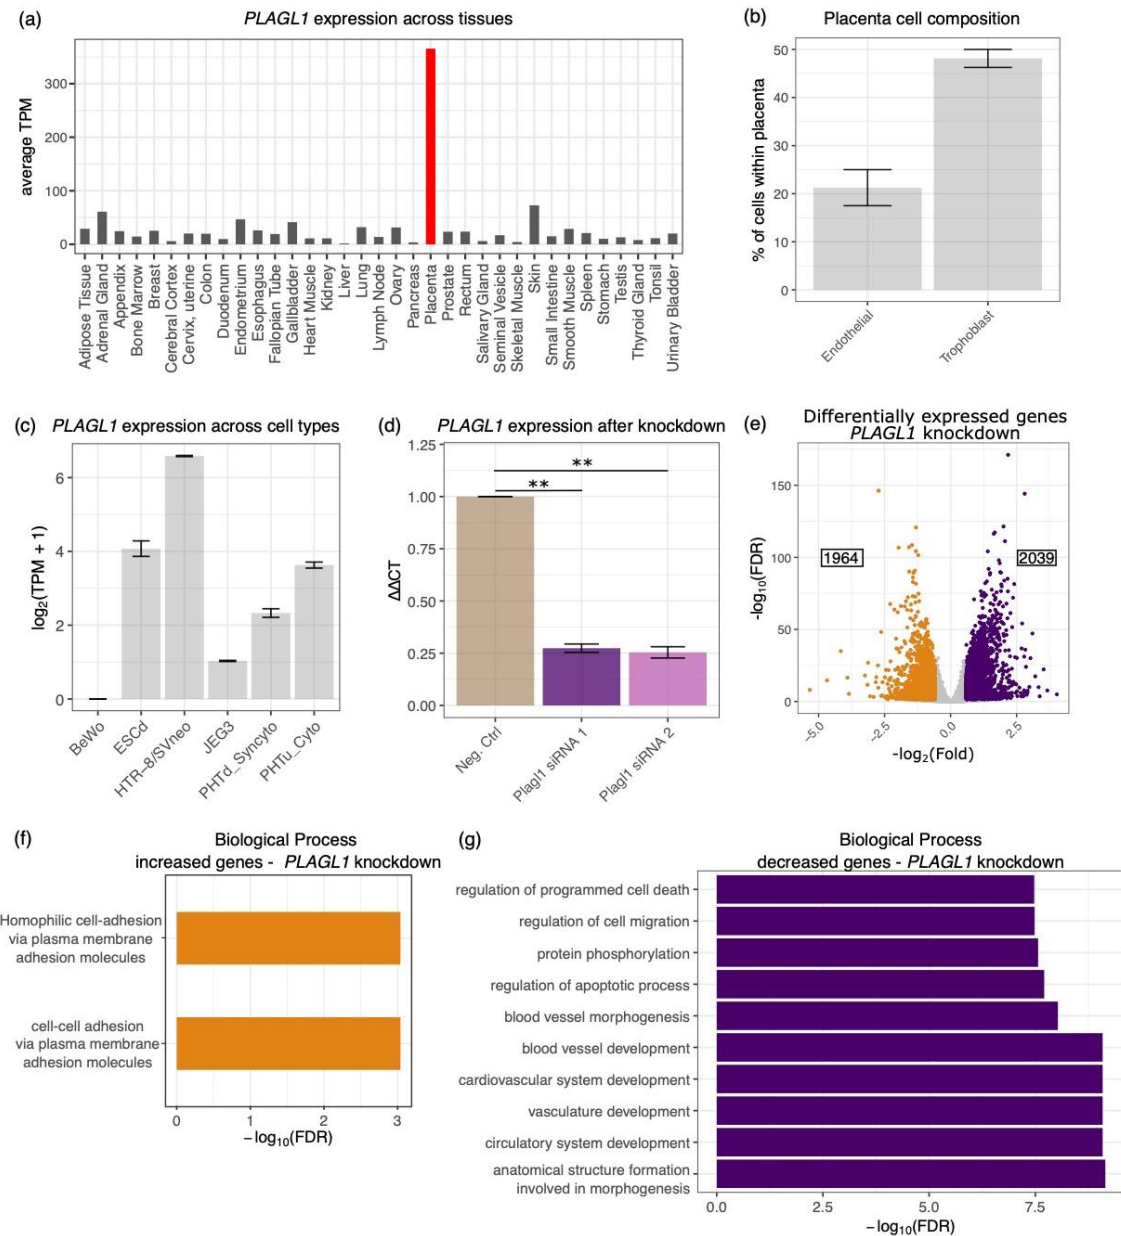 (a)
PLAGL1 expression across tissues
average TPM
300
200
100
0
Adipose Tissue
Adrenal Gland
Appendix
Bone Marrow
Breast
Cerebral Cortex
Cervix, uterine
Colon
Duodenum
Endometrium
Esophagus
Fallopian Tube
Gallbladder
Heart Muscle
Kidney
Liver
Lung
Lymph Node
Ovary
Pancreas
Placenta
Prostate
Rectum
Salivary Gland
Seminal Vesicle
Skeletal Muscle
Skin
Small Intestine
Smooth Muscle
Spleen
Stomach
Testis
Thyroid Gland
Tonsil
Urinary Bladder
(b)
Placenta cell composition
% of cells within placenta
50
40
30
20
10
0
Endothelial
Trophoblast
(c)
PLAGL1 expression across cell types
log₂(TPM + 1)
6
4
2
0
BeWo
ESCd
HTR–8/SVneo
JEG3
PHTd_Syncyto
PHTu_Cyto
(d)
PLAGL1 expression after knockdown
ΔΔCT
1.25
1.00
0.75
0.50
0.25
0.00
**
**
Neg. Ctrl
Plagl1 siRNA 1
Plagl1 siRNA 2
(e)
Differentially expressed genes
PLAGL1 knockdown
-log₁₀(FDR)
150
100
50
0
1964
2039
−5.0
−2.5
0.0
2.5
-log₂(Fold)
(f)
Biological Process
increased genes - PLAGL1 knockdown
Homophilic cell-adhesion
via plasma membrane
adhesion molecules
cell-cell adhesion
via plasma membrane
adhesion molecules
0
1
2
3
−log₁₀(FDR)
(g)
Biological Process
decreased genes - PLAGL1 knockdown
regulation of programmed cell death
regulation of cell migration
protein phosphorylation
regulation of apoptotic process
blood vessel morphogenesis
blood vessel development
cardiovascular system development
vasculature development
circulatory system development
anatomical structure formation
involved in morphogenesis
0.0
2.5
5.0
7.5
−log₁₀(FDR)